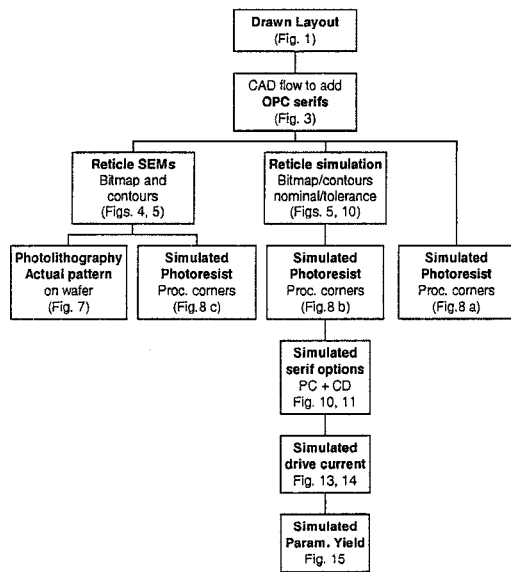 Drawn Layout
(Fig. 1)
CAD flow to add
OPC serifs
(Fig. 3)
Reticle SEMs
Bitmap and
contours
(Figs. 4, 5)
Reticle simulation
Bitmap/contours
nominal/tolerance
(Figs. 5, 10)
Photolithography
Actual pattern
on wafer
(Fig. 7)
Simulated
Photoresist
Proc. corners
(Fig.8 c)
Simulated
Photoresist
Proc. corners
(Fig.8 b)
Simulated
Photoresist
Proc. corners
(Fig.8 a)
Simulated
serif options
PC + CD
Fig. 10, 11
Simulated
drive current
Fig. 13, 14
Simulated
Param. Yield
Fig. 15